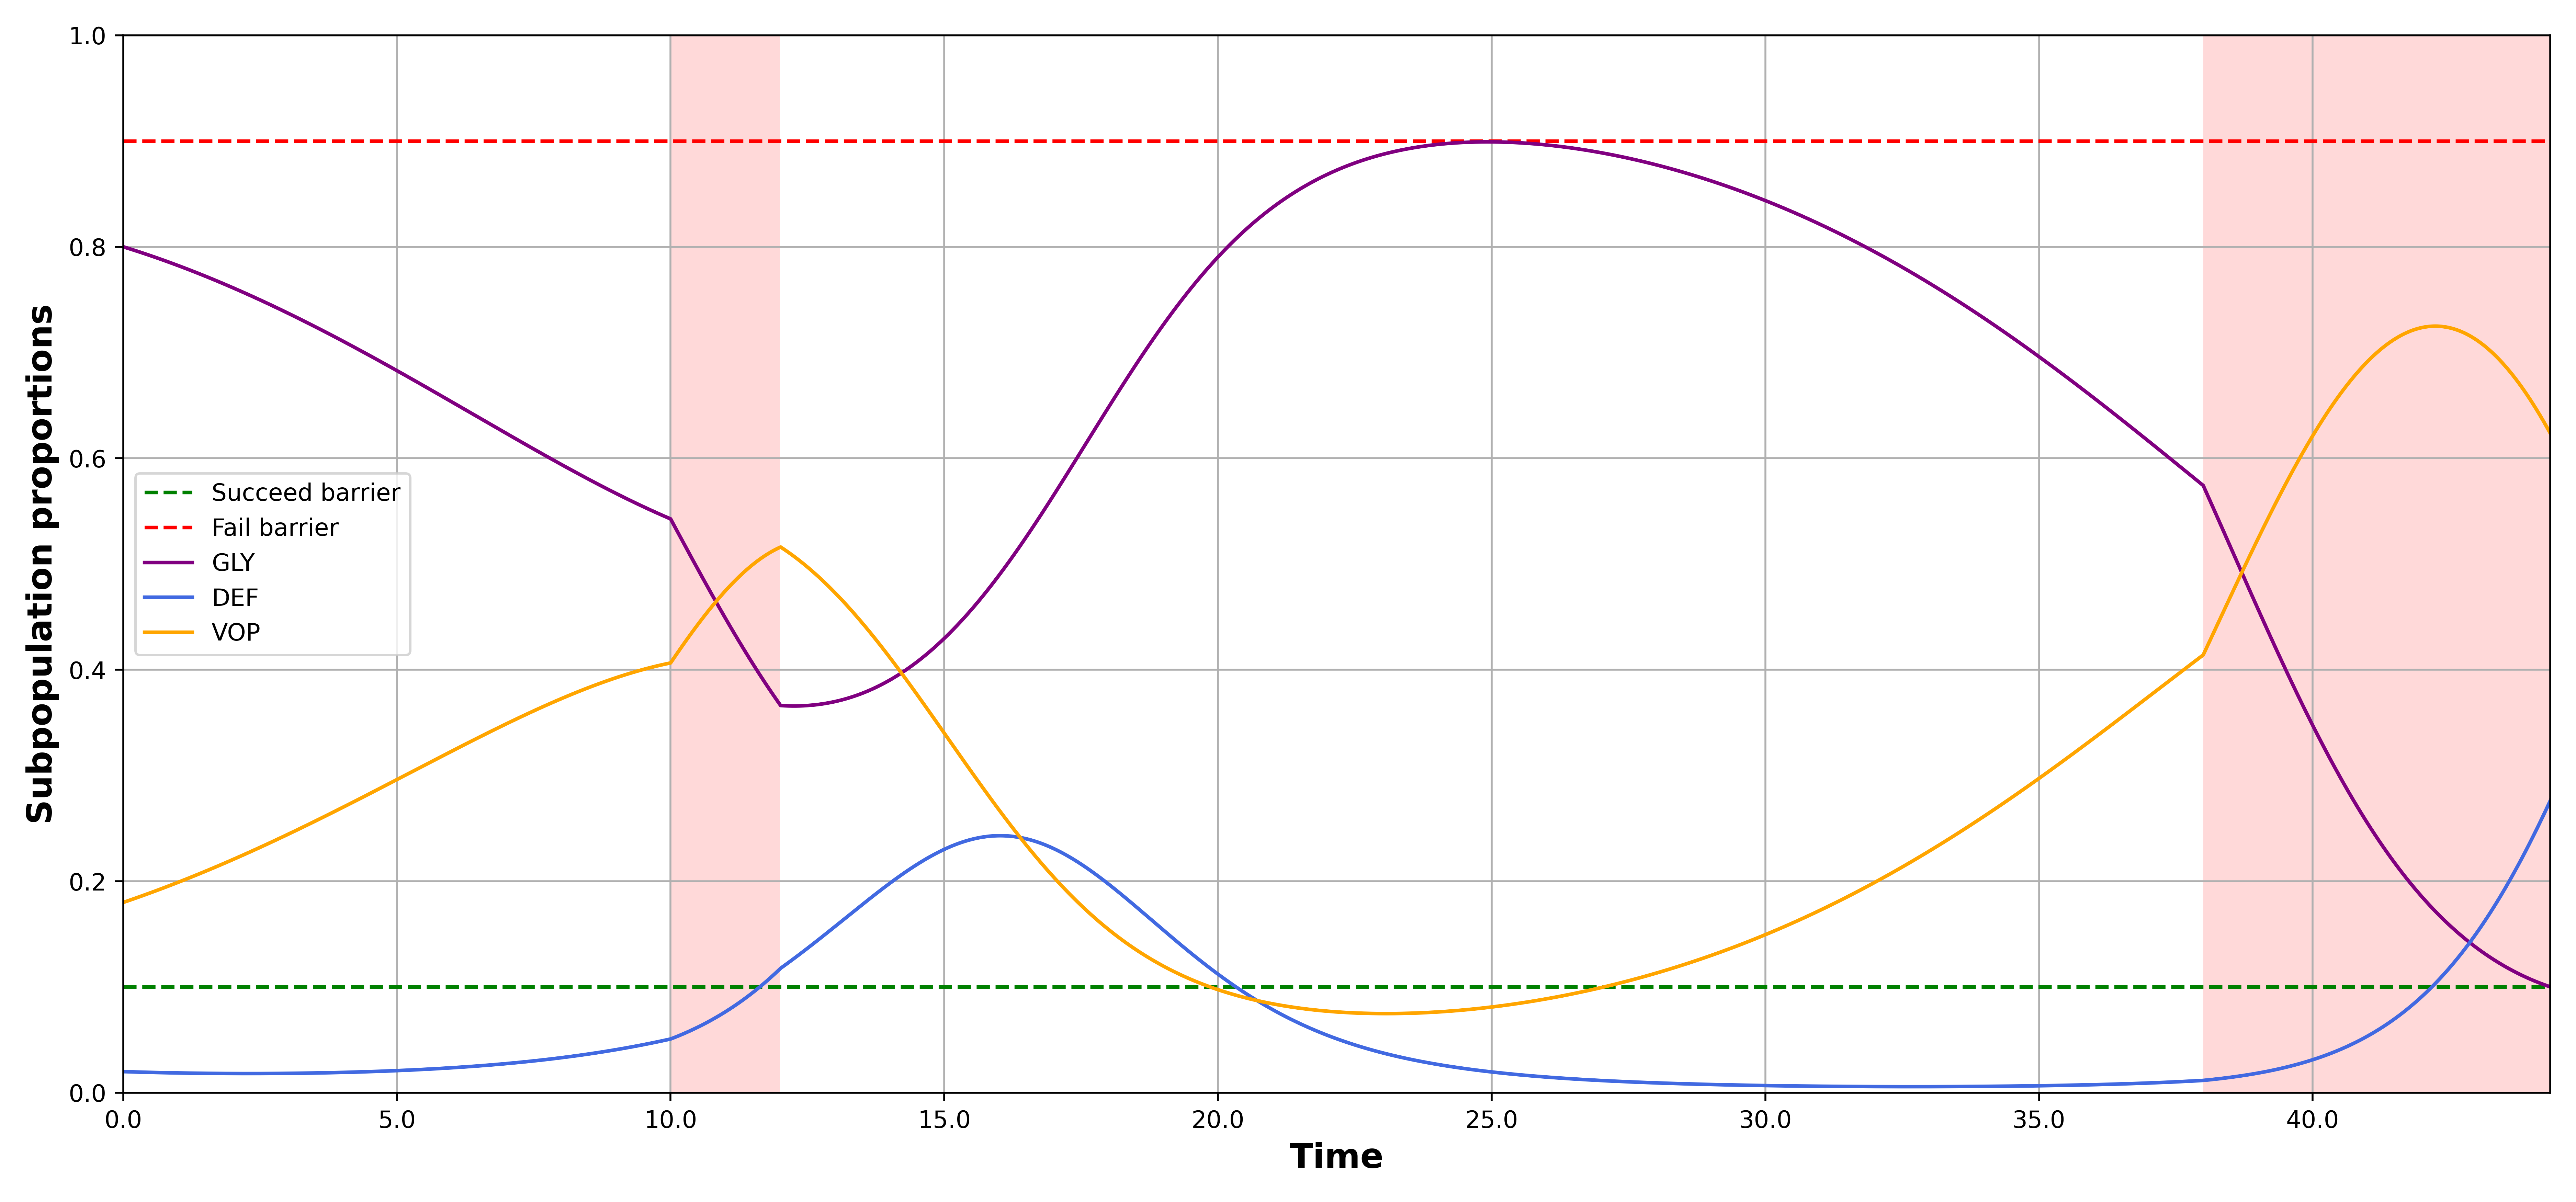 1.0
0.8
0.6
0.4
0.2
0.0
Subpopulation proportions
Succeed barrier
Fail barrier
GLY
DEF
VOP
0.0 5.0 10.0 15.0 20.0 25.0 30.0 35.0 40.0
Time